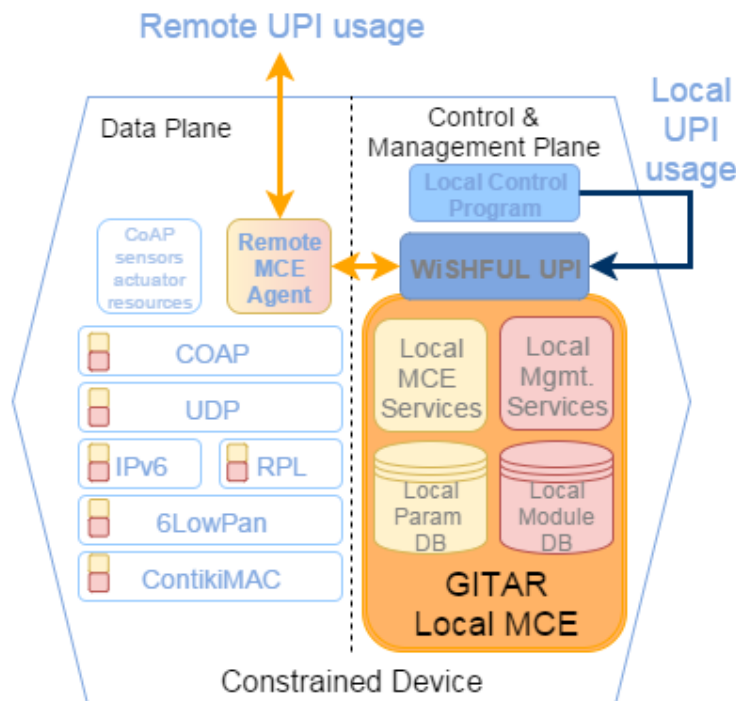 Remote UPI usage
Local
UPI
usage
Data Plane
Control &
Management Plane
Local Control
Program
CoAP
sensors
actuator
resources
Remote
MCE
Agent
WiSHFUL UPI
COAP
UDP
IPv6
RPL
6LowPan
ContikiMAC
Local
MCE
Services
Local
Mgmt.
Services
Local
Param
DB
Local
Module
DB
GITAR
Local MCE
Constrained Device